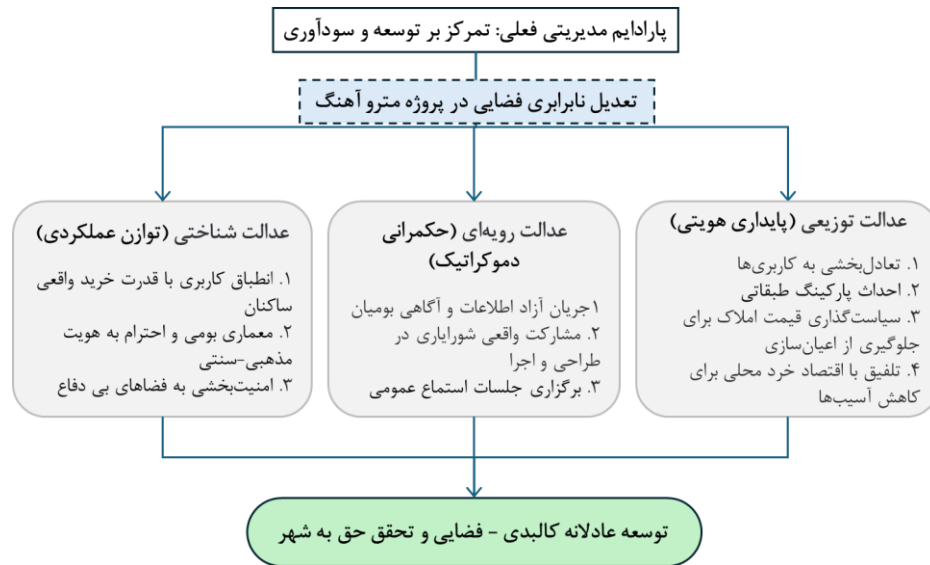 پارادایم مدیریتی فعلی: تمرکز بر توسعه و سودآوری
تعدیل نابرابری فضایی در پروژه مترو آهنگ
عدالت توزیعی (پایداری هویتی)
۱. تعادل‌بخشی به کاربری‌ها
۲. احداث پارکینگ طبقاتی
۳. سیاست‌گذاری قیمت املاک برای
جلوگیری از اعیان‌سازی
۴. تلفیق با اقتصاد خرد محلی برای
کاهش آسیب‌ها
عدالت رویه‌ای (حکمرانی
دموکراتیک)
۱جریان آزاد اطلاعات و آگاهی بومیان
۲. مشارکت واقعی شورایاری در
طراحی و اجرا
۳. برگزاری جلسات استماع عمومی
عدالت شناختی (توازن عملکردی)
۱. انطباق کاربری با قدرت خرید واقعی
ساکنان
۲. معماری بومی و احترام به هویت
مذهبی-سنتی
۳. امنیت‌بخشی به فضاهای بی دفاع
توسعه عادلانه کالبدی - فضایی و تحقق حق به شهر